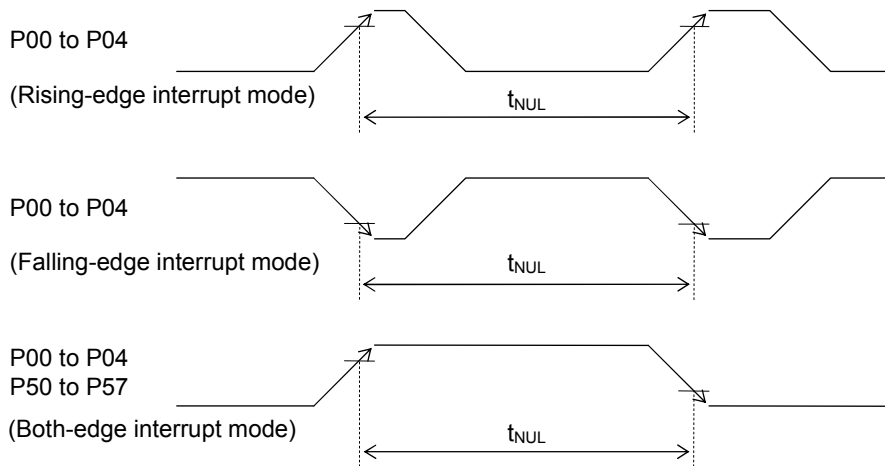 P00 to P04
(Rising-edge interrupt mode)
tNUL
P00 to P04
(Falling-edge interrupt mode)
tNUL
P00 to P04
P50 to P57
(Both-edge interrupt mode)
tNUL